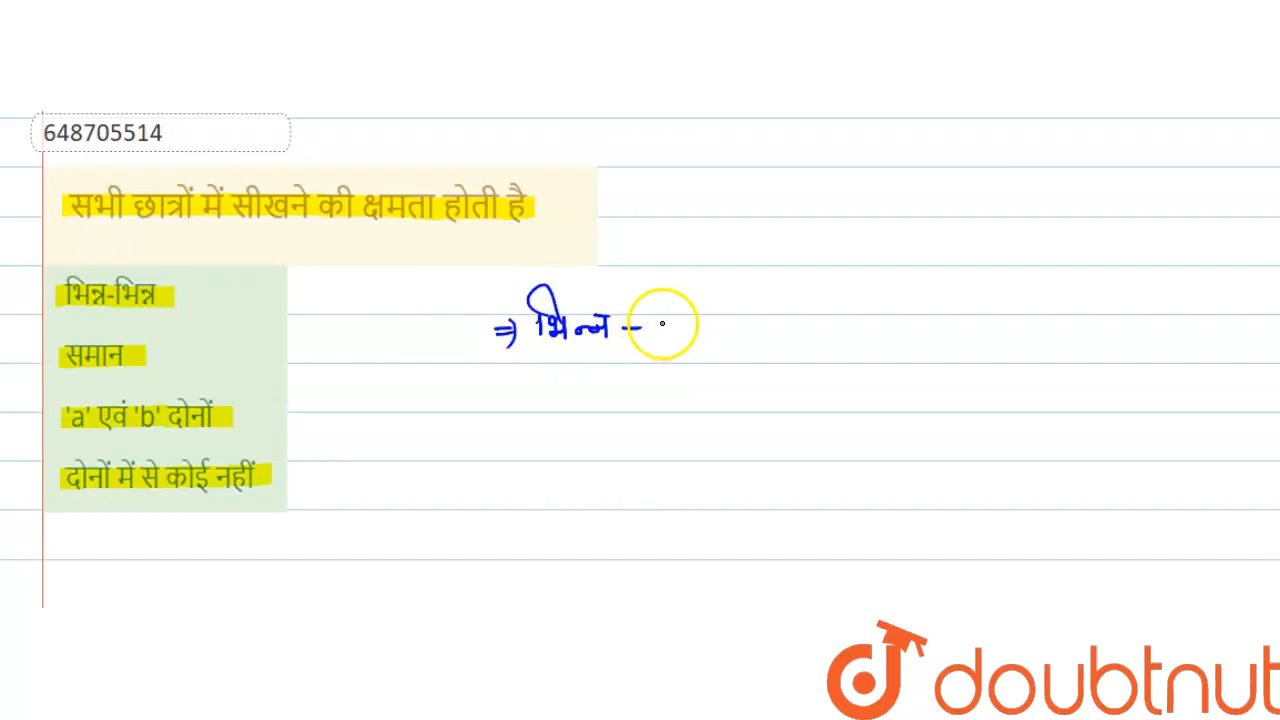 648705514
सभी छात्रों में सीखने की क्षमता होती है
भिन्न-भिन्न
⇒ भिन्न -
समान
'a' एवं 'b' दोनों
दोनों में से कोई नहीं
doubtnut